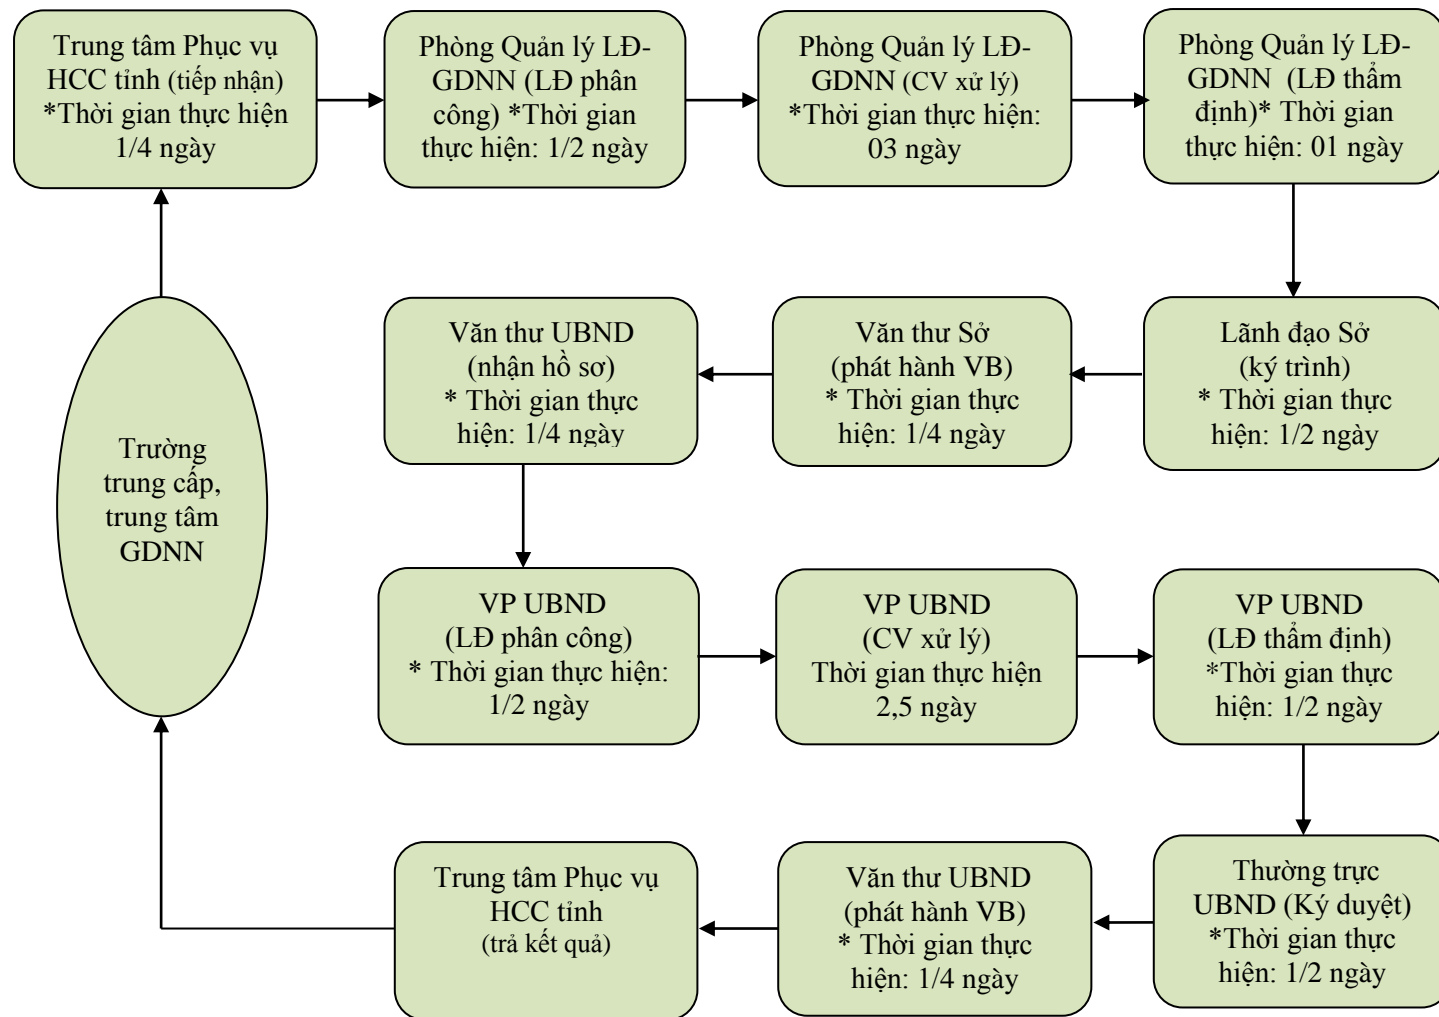 Trung tâm Phục vụ
HCC tỉnh (tiếp nhận)
*Thời gian thực hiện
1/4 ngày
Phòng Quản lý LĐ-
GDNN (LĐ phân
công) *Thời gian
thực hiện: 1/2 ngày
Phòng Quản lý LĐ-
GDNN (CV xử lý)
*Thời gian thực hiện:
03 ngày
Phòng Quản lý LĐ-
GDNN (LĐ thẩm
định)* Thời gian
thực hiện: 01 ngày
Lãnh đạo Sở
(ký trình)
* Thời gian thực
hiện: 1/2 ngày
Văn thư Sở
(phát hành VB)
* Thời gian thực
hiện: 1/4 ngày
Văn thư UBND
(nhận hồ sơ)
* Thời gian thực
hiện: 1/4 ngày
VP UBND
(LĐ phân công)
* Thời gian thực hiện:
1/2 ngày
VP UBND
(CV xử lý)
Thời gian thực hiện
2,5 ngày
VP UBND
(LĐ thẩm định)
*Thời gian thực
hiện: 1/2 ngày
Thường trực
UBND (Ký duyệt)
*Thời gian thực
hiện: 1/2 ngày
Văn thư UBND
(phát hành VB)
* Thời gian thực
hiện: 1/4 ngày
Trung tâm Phục vụ
HCC tỉnh
(trả kết quả)
Trường
trung cấp,
trung tâm
GDNN